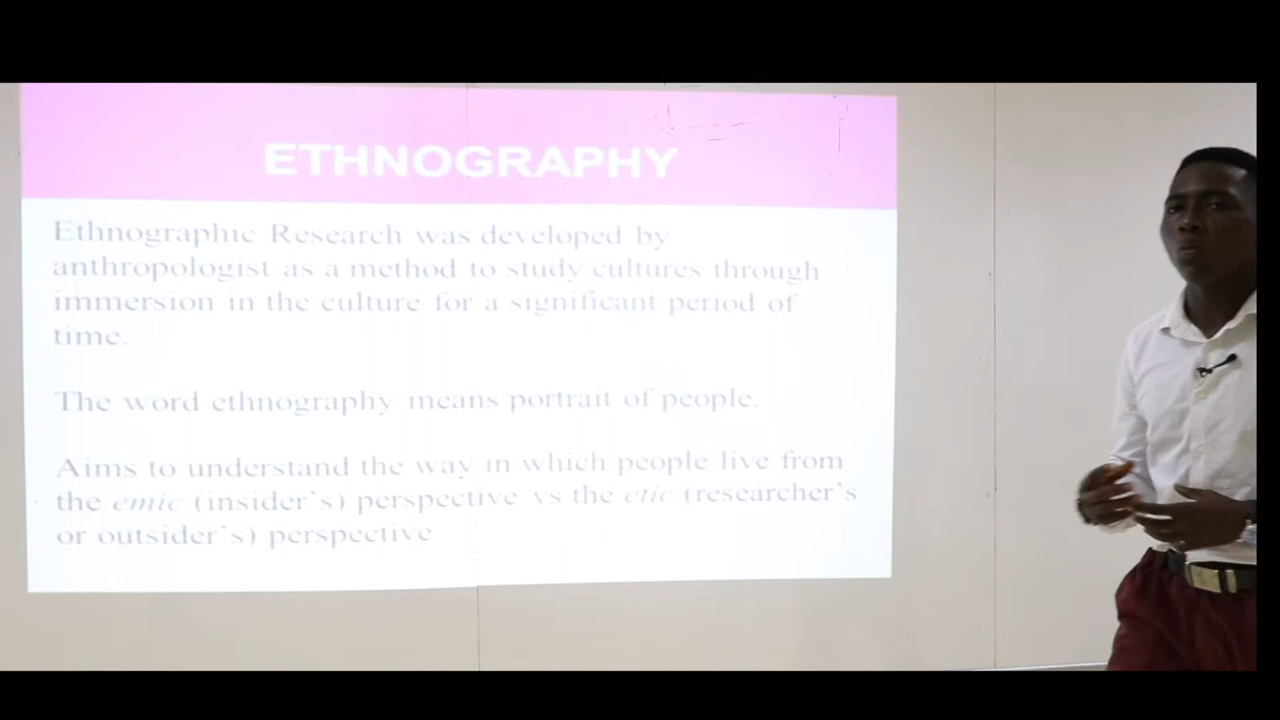 ETHNOGRAPHY
Ethnographic Research was developed by
anthropologist as a method to study cultures through
immersion in the culture for a significant period of
time.
The word ethnography means portrait of people.
Aims to understand the way in which people live from
the emic (insider's) perspective vs the etic (researcher's
or outsider's) perspective